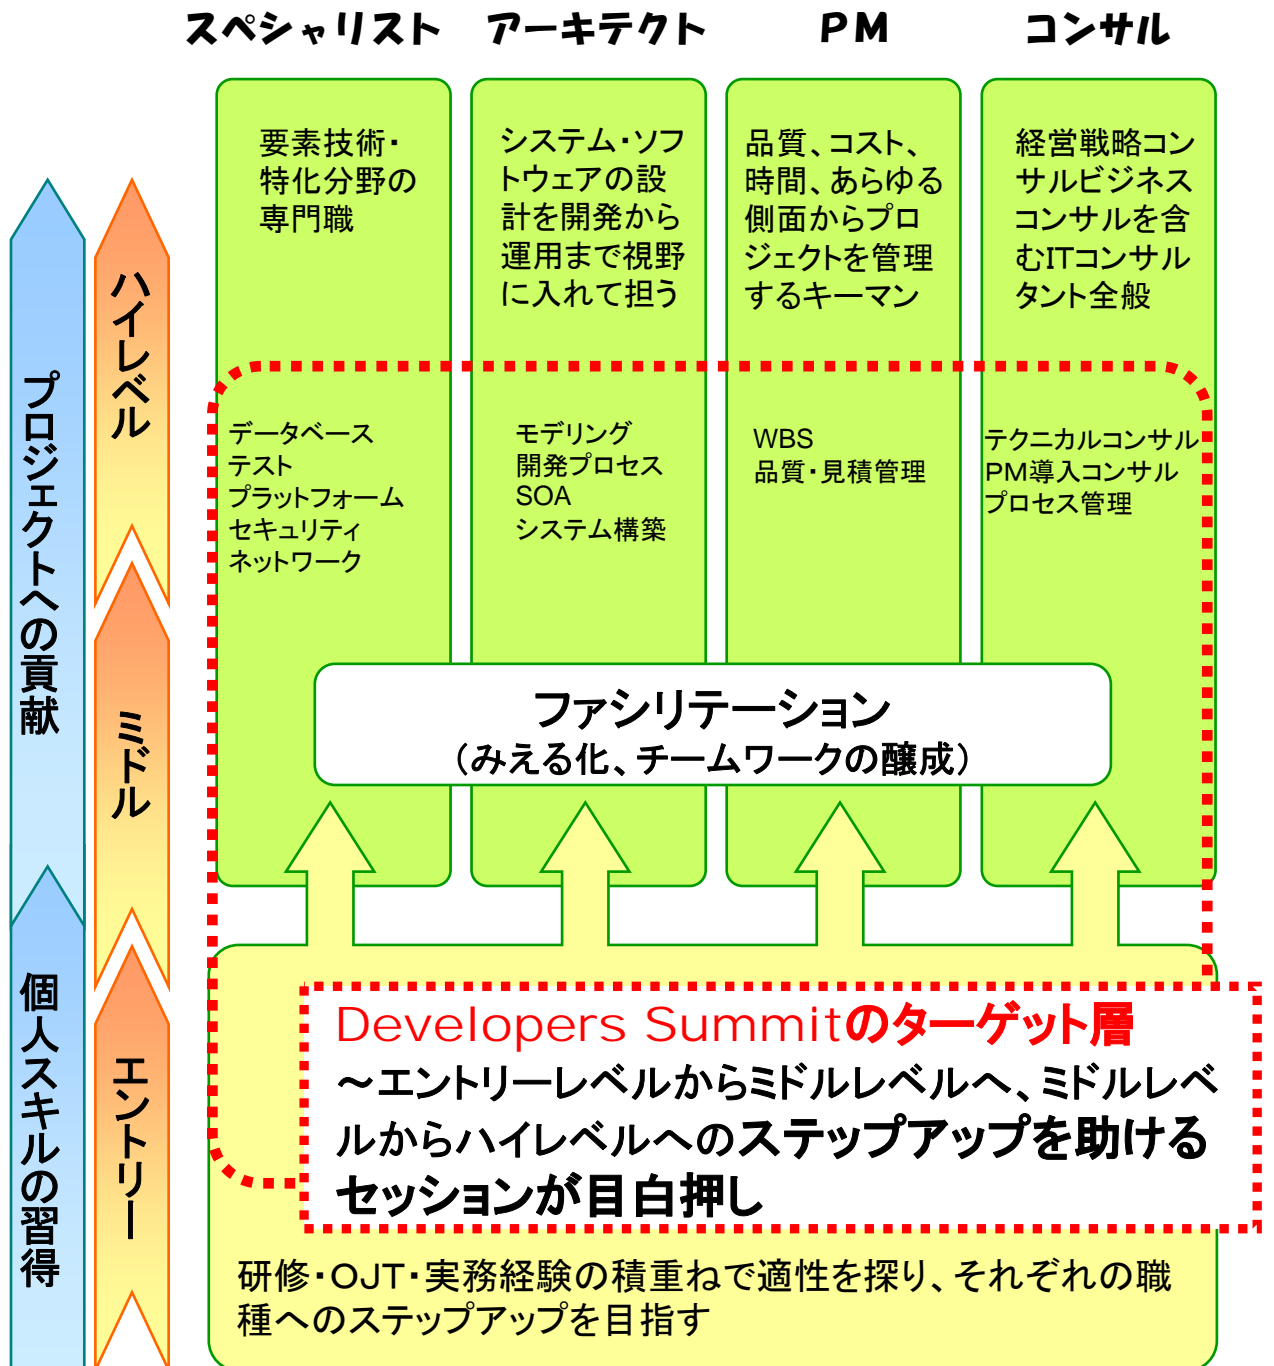 スペシャリスト
アーキテクト
PM
コンサル
要素技術・
特化分野の
専門職
システム・ソフ
トウェアの設
計を開発から
運用まで視野
に入れて担う
品質、コスト、
時間、あらゆる
側面からプロ
ジェクトを管理
するキーマン
経営戦略コン
サルビジネス
コンサルを含
むITコンサル
タント全般
ハイレベル
プロジェクトへの貢献
データベース
テスト
プラットフォーム
セキュリティ
ネットワーク
モデリング
開発プロセス
SOA
システム構築
WBS
品質・見積管理
テクニカルコンサル
PM導入コンサル
プロセス管理
ミドル
ファシリテーション
(みえる化、チームワークの醸成)
個人スキルの習得
エントリー
Developers Summitのターゲット層
～エントリーレベルからミドルレベルへ、ミドルレベ
ルからハイレベルへのステップアップを助ける
セッションが目白押し
研修・OJT・実務経験の積重ねで適性を探り、それぞれの職
種へのステップアップを目指す